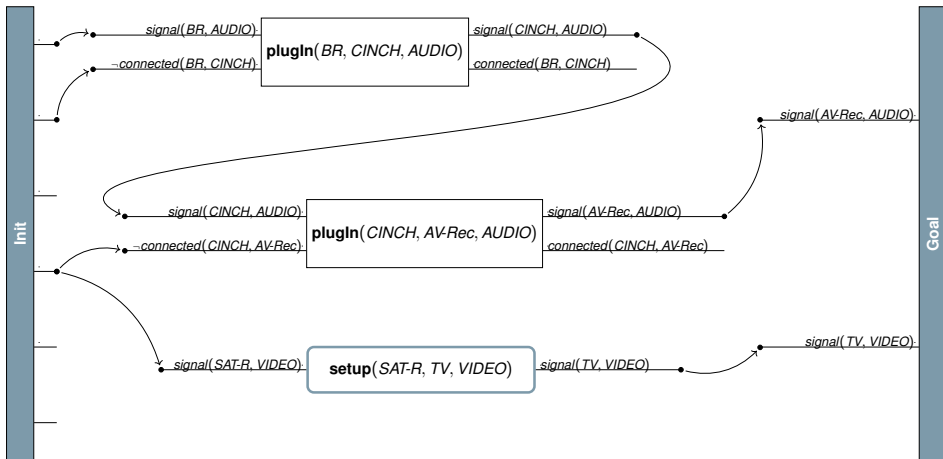 Init
signal(BR, AUDIO)
¬connected(BR, CINCH)
plugIn(BR, CINCH, AUDIO)
signal(CINCH, AUDIO)
connected(BR, CINCH)
signal(AV-Rec, AUDIO)
signal(CINCH, AUDIO)
¬connected(CINCH, AV-Rec)
plugIn(CINCH, AV-Rec, AUDIO)
signal(AV-Rec, AUDIO)
connected(CINCH, AV-Rec)
signal(SAT-R, VIDEO)
setup(SAT-R, TV, VIDEO)
signal(TV, VIDEO)
signal(TV, VIDEO)
Goal